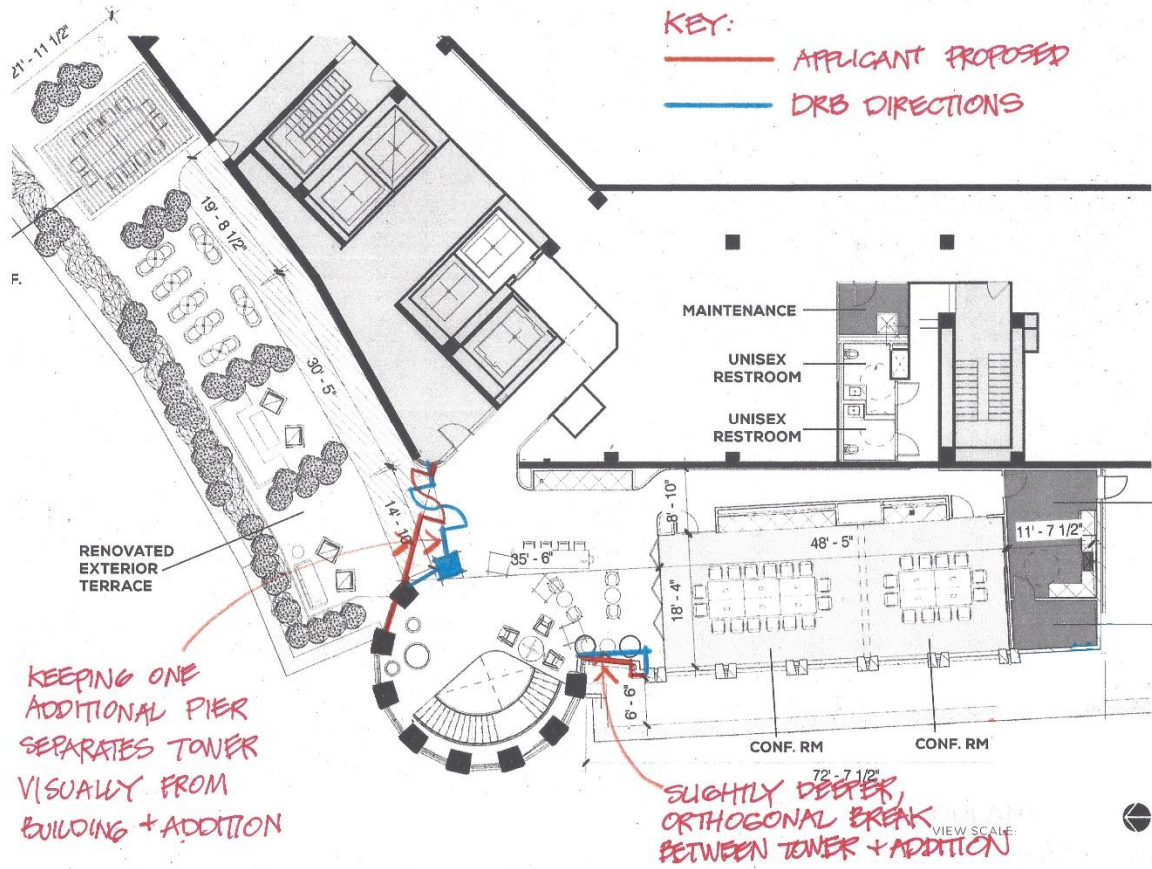 KEY:
APPLICANT PROPOSED
DRB DIRECTIONS
21' - 11 1/2"
19' - 8 1/2"
F.
30' - 5"
MAINTENANCE
UNISEX
RESTROOM
UNISEX
RESTROOM
RENOVATED
EXTERIOR
TERRACE
35' - 6"
8' - 10"
48' - 5"
11' - 7 1/2"
18' - 4"
6' - 6"
CONF. RM
CONF. RM
72' - 7 1/2"
KEEPING ONE
ADDITIONAL PIER
SEPARATES TOWER
VISUALLY FROM
BUILDING + ADDITION
SLIGHTLY DEEPER,
ORTHOGONAL BREAK
BETWEEN TOWER + ADDITION
VIEW SCALE: